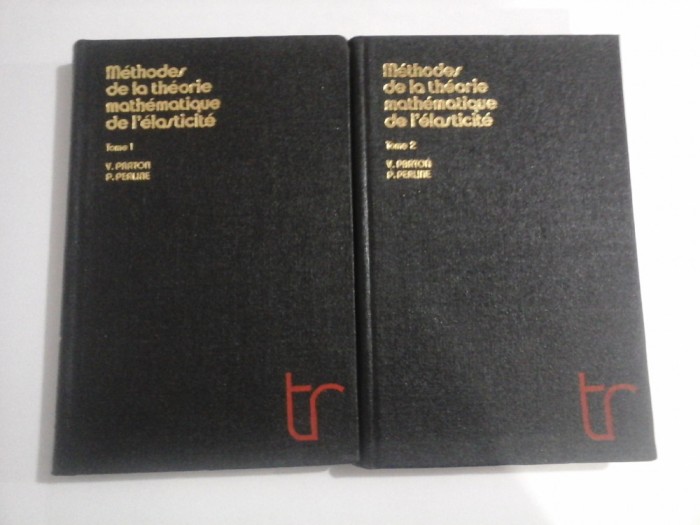 Méthodes
de la théorie
mathématique
de l'élasticité
Tome 1
V. PARTON
P. PERLINE
tr
Méthodes
de la théorie
mathématique
de l'élasticité
Tome 2
V. PARTON
P. PERLINE
tr